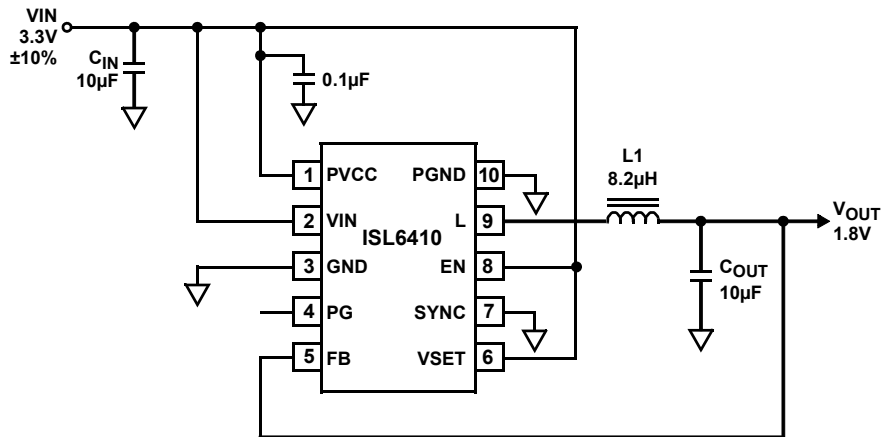 VIN
3.3V
±10%
CIN
10µF
0.1µF
1 PVCC PGND 10
2 VIN L 9
ISL6410
3 GND EN 8
4 PG SYNC 7
5 FB VSET 6
L1
8.2µH
VOUT
1.8V
COUT
10µF